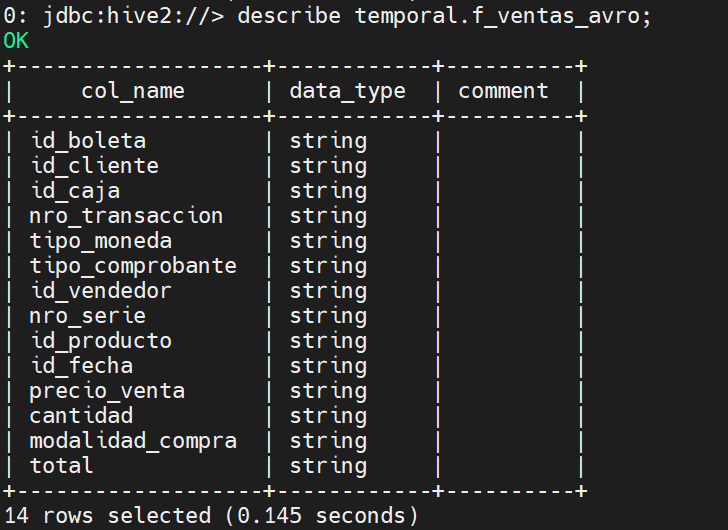 0: jdbc:hive2://> describe temporal.f_ventas_avro;
OK
+-------------------+------------+----------+
|     col_name      | data_type  | comment  |
+-------------------+------------+----------+
| id_boleta         | string     |          |
| id_cliente        | string     |          |
| id_caja           | string     |          |
| nro_transaccion   | string     |          |
| tipo_moneda       | string     |          |
| tipo_comprobante  | string     |          |
| id_vendedor       | string     |          |
| nro_serie         | string     |          |
| id_producto       | string     |          |
| id_fecha          | string     |          |
| precio_venta      | string     |          |
| cantidad          | string     |          |
| modalidad_compra  | string     |          |
| total             | string     |          |
+-------------------+------------+----------+
14 rows selected (0.145 seconds)